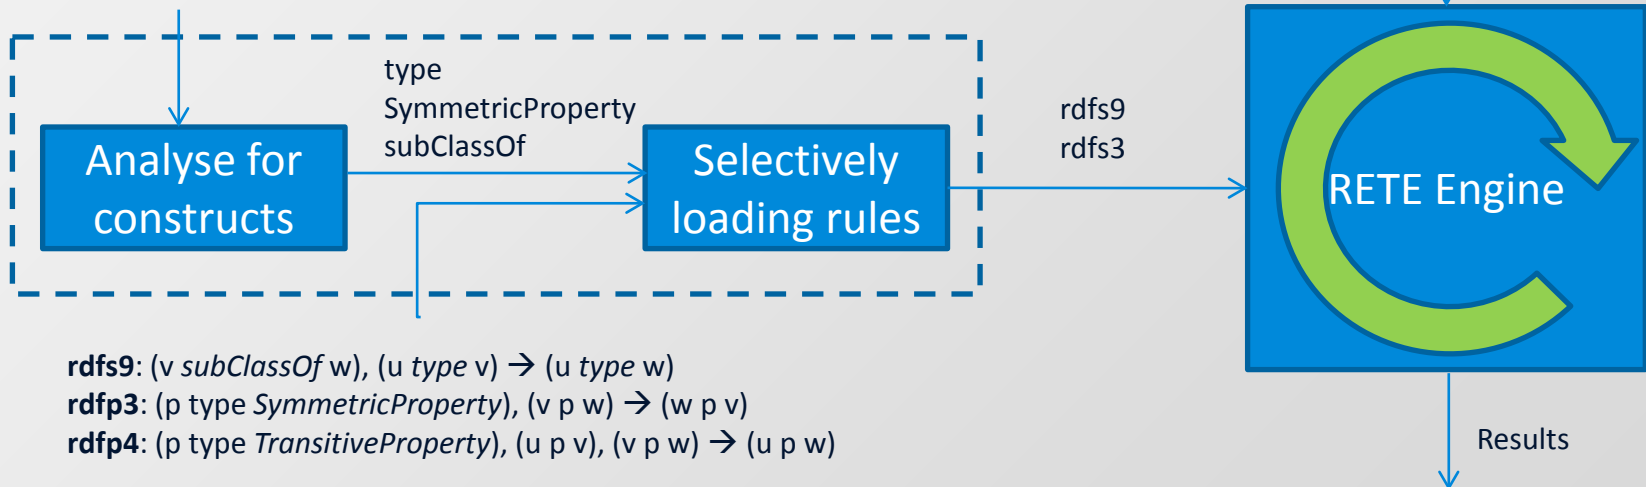 type
SymmetricProperty
subClassOf
Analyse for
constructs
Selectively
loading rules
rdfs9
rdfs3
RETE Engine
rdfs9: (v subClassOf w), (u type v) → (u type w)
rdfp3: (p type SymmetricProperty), (v p w) → (w p v)
rdfp4: (p type TransitiveProperty), (u p v), (v p w) → (u p w)
Results